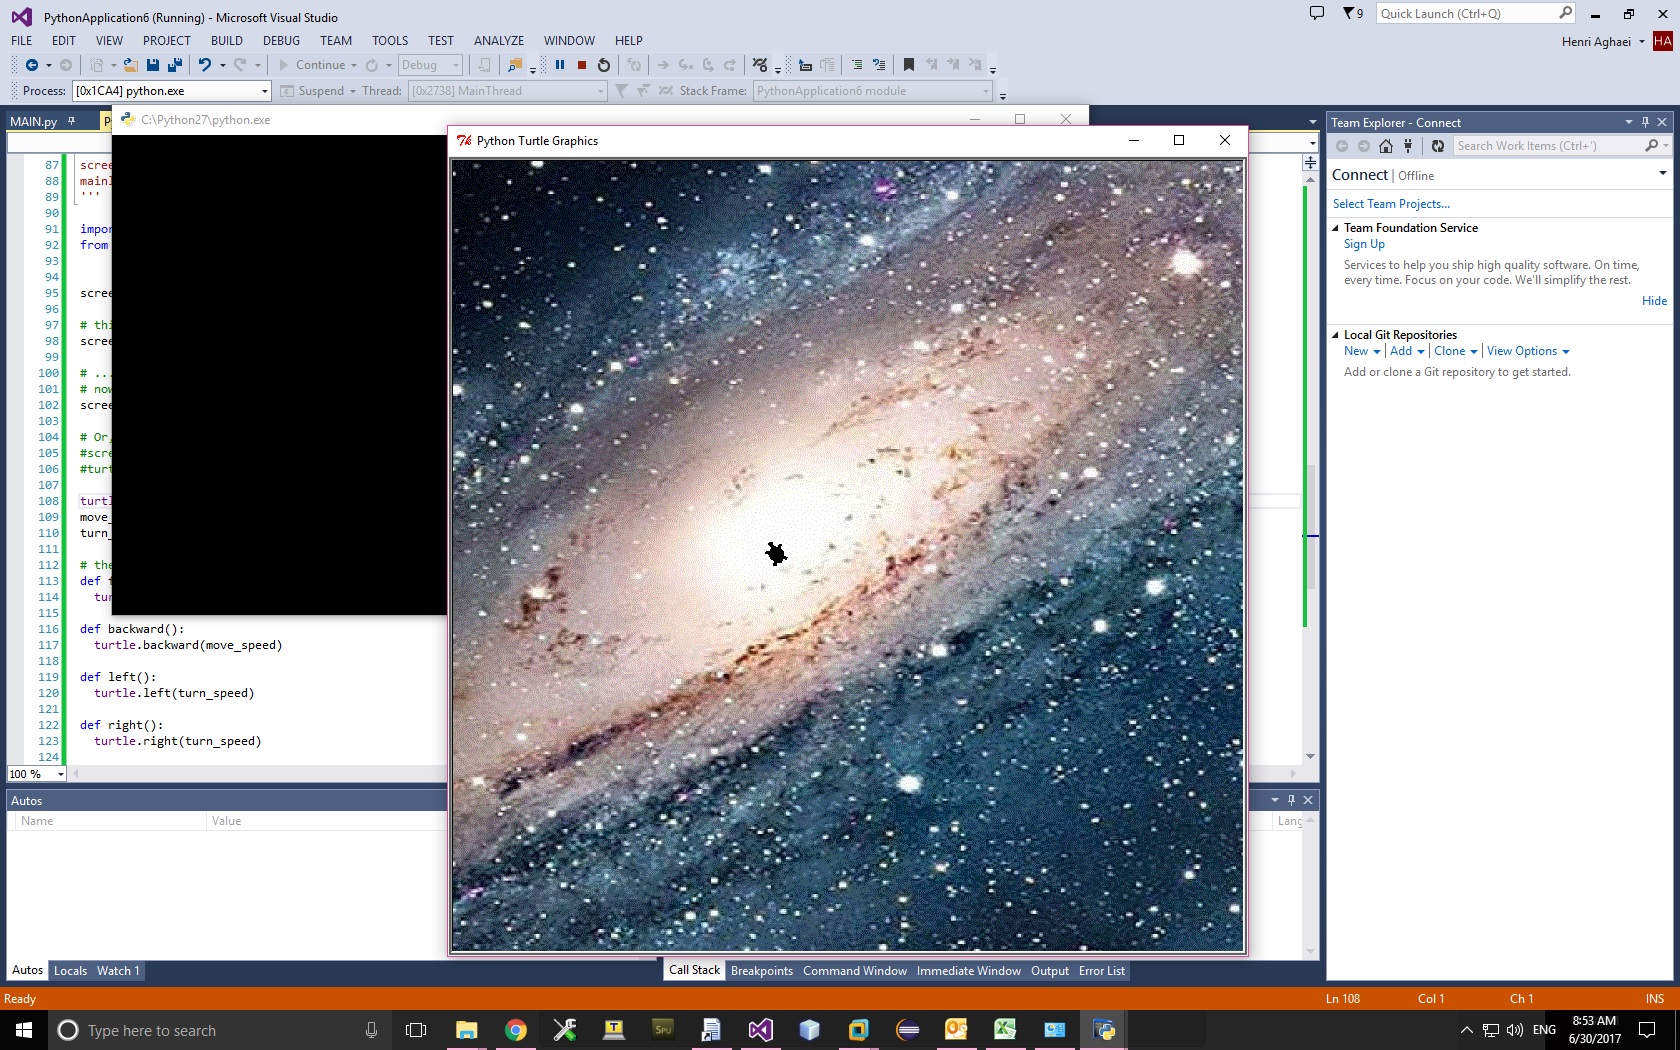 PythonApplication6 (Running) - Microsoft Visual Studio
9
Quick Launch (Ctrl+Q)
FILE EDIT VIEW PROJECT BUILD DEBUG TEAM TOOLS TEST ANALYZE WINDOW HELP
Henri Aghaei HA
Continue Debug
Process: [0x1CA4] python.exe Suspend Thread: [0x2738] MainThread Stack Frame: PythonApplication6 module
MAIN.py P
C:\Python27\python.exe
Python Turtle Graphics
87 scree
88 main
89 '''
90
91 impor
92 from
93
94
95 scree
96
97 # thi
98 scree
99
100 # ...
101 # now
102 scree
103
104 # Or,
105 #scre
106 #turt
107
108 turtl
109 move_
110 turn_
111
112 # the
113 def f
114 tur
115
116 def backward():
117 turtle.backward(move_speed)
118
119 def left():
120 turtle.left(turn_speed)
121
122 def right():
123 turtle.right(turn_speed)
124
100 %
Autos
Name Value Lang
Autos Locals Watch 1
Call Stack Breakpoints Command Window Immediate Window Output Error List
Team Explorer - Connect
Search Work Items (Ctrl+')
Connect | Offline
Select Team Projects...
Team Foundation Service
Sign Up
Services to help you ship high quality software. On time,
every time. Focus on your code. We'll simplify the rest.
Hide
Local Git Repositories
New Add Clone View Options
Add or clone a Git repository to get started.
Ready Ln 108 Col 1 Ch 1 INS
Type here to search
T
SPU
ENG
8:53 AM
6/30/2017